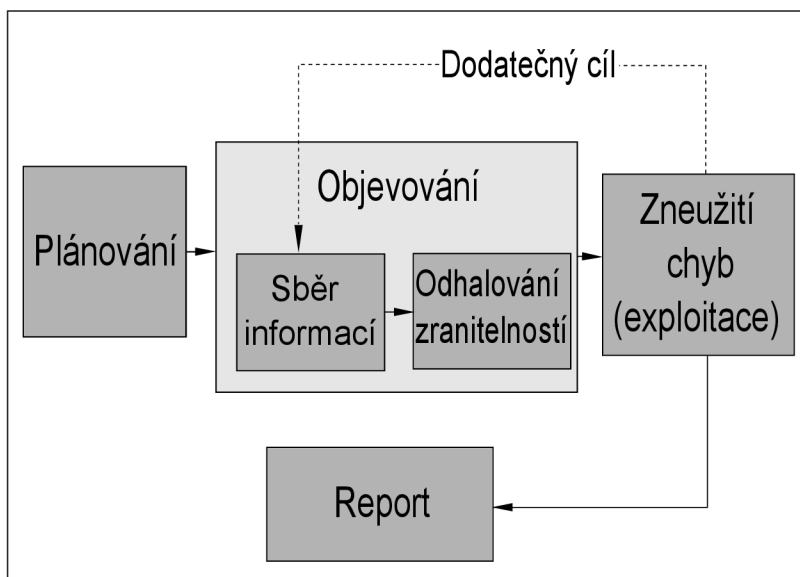 Dodatečný cíl
Plánování
Objevování
Sběr
informací
Odhalování
zranitelností
Zneužití
chyb
(exploitace)
Report